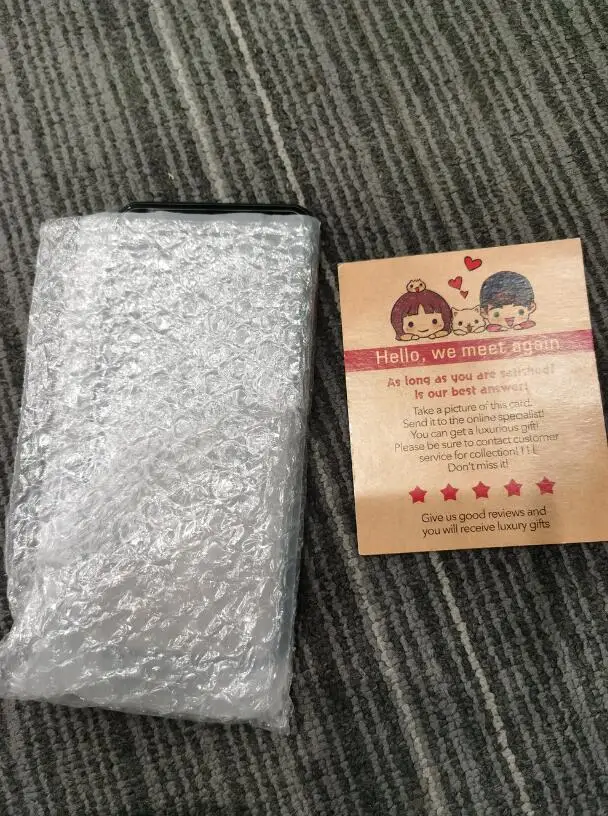 Hello, we meet again
As long as you are satisfied!
Is our best answer!
Take a picture of this card.
Send it to the online specialist!
You can get a luxurious gift!
Please be sure to contact customer
service for collection! ! !
Don't miss it!
Give us good reviews and
you will receive luxury gifts